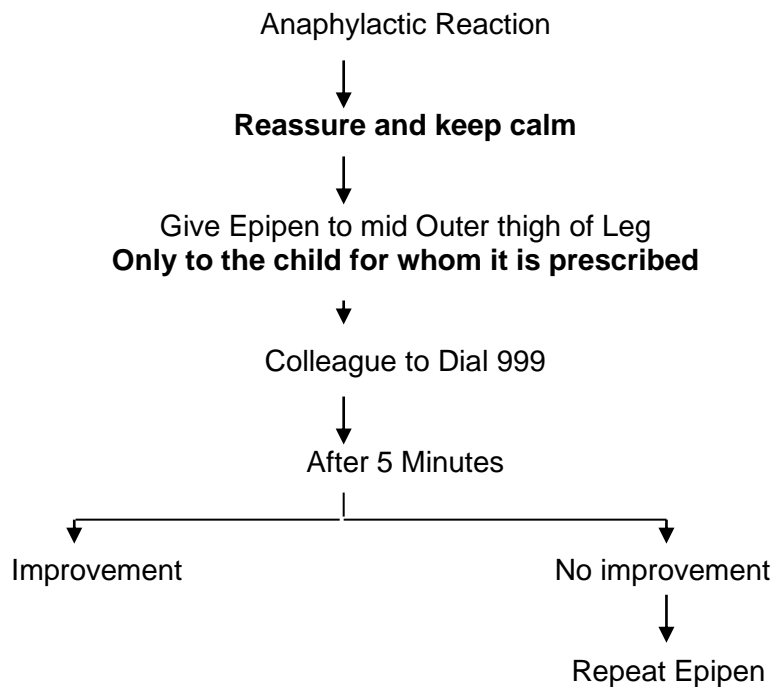 Anaphylactic Reaction
Reassure and keep calm
Give Epipen to mid Outer thigh of Leg
Only to the child for whom it is prescribed
Colleague to Dial 999
After 5 Minutes
Improvement
No improvement
Repeat Epipen